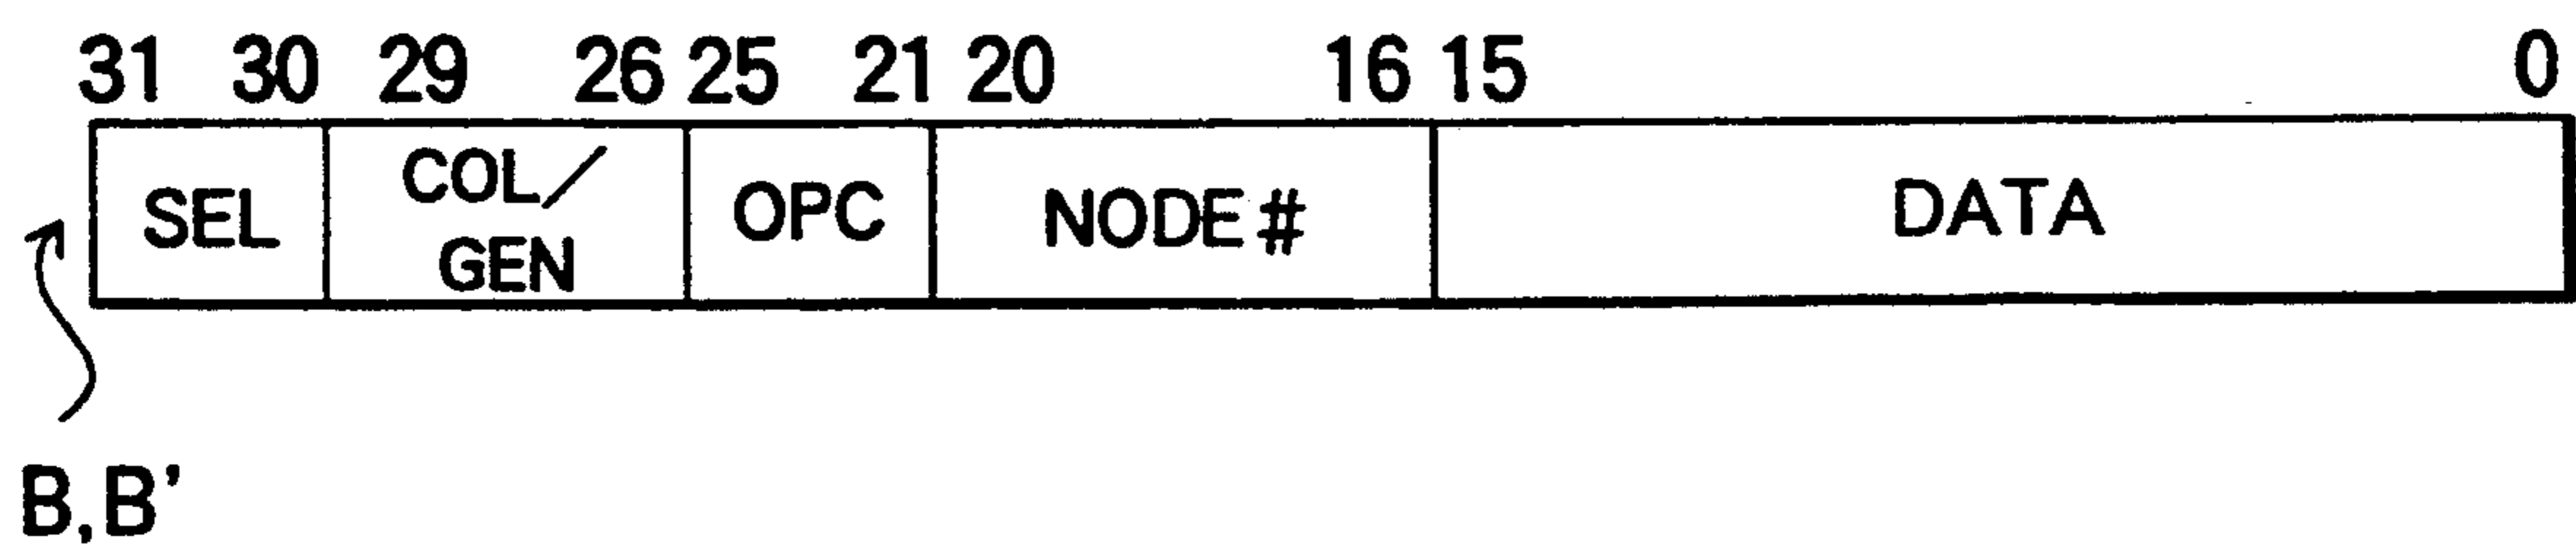 31 30 29 26 25 21 20 16 15 0
SEL COL/ OPC NODE# DATA
GEN
B,B'